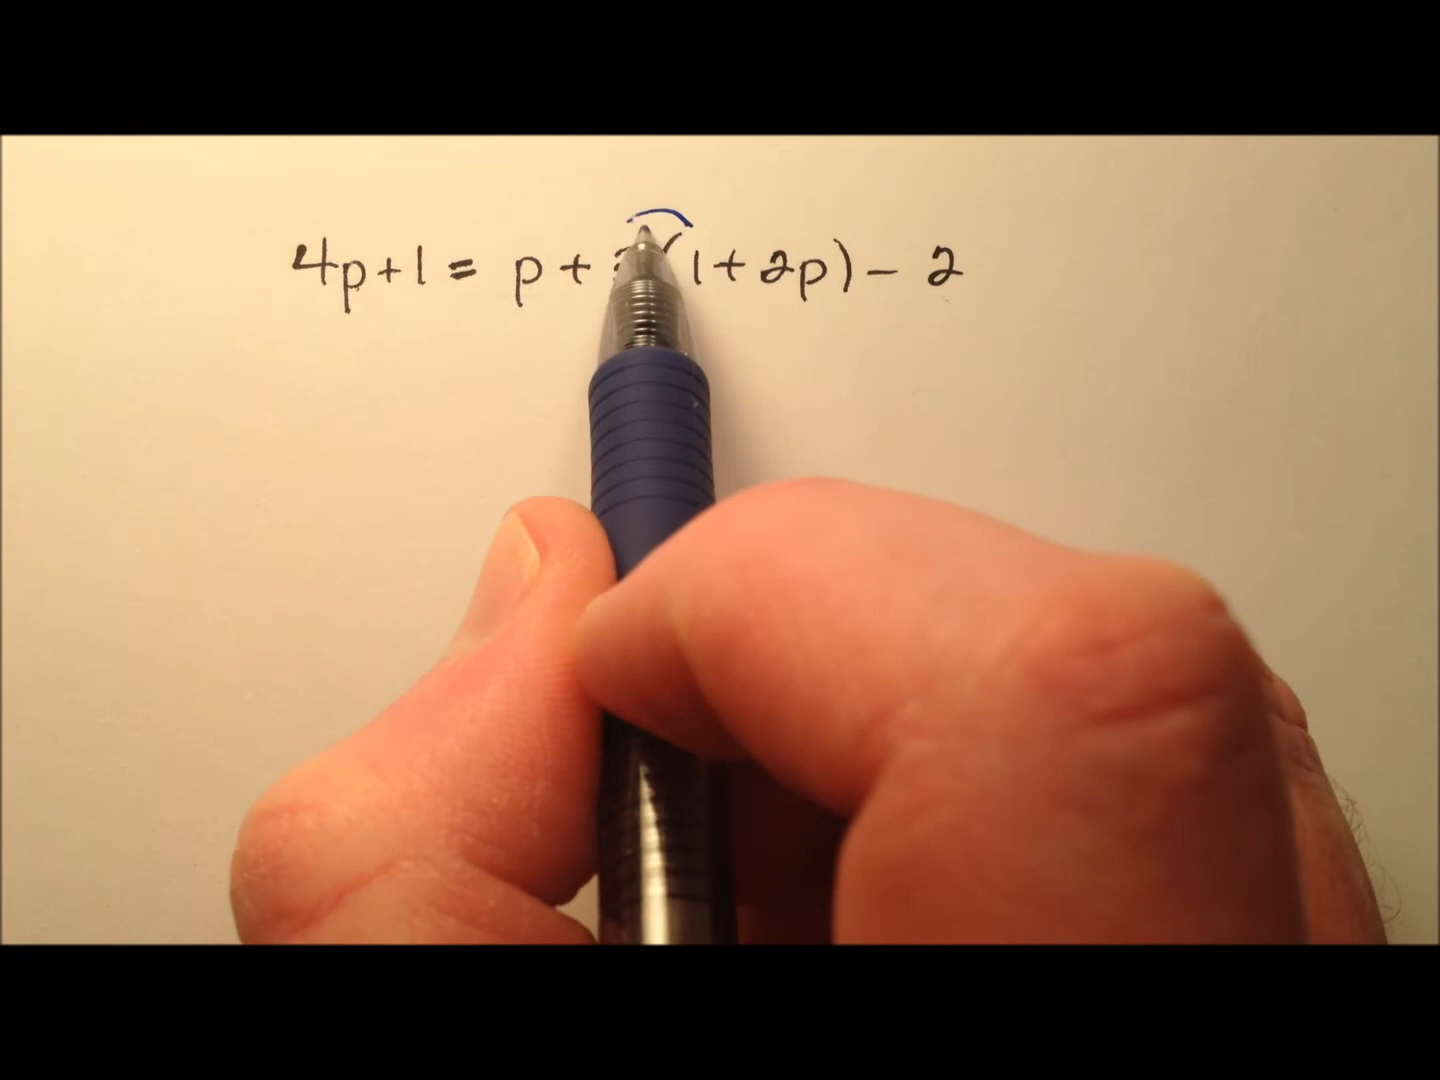 4p+1 = p + (1+2p) - 2